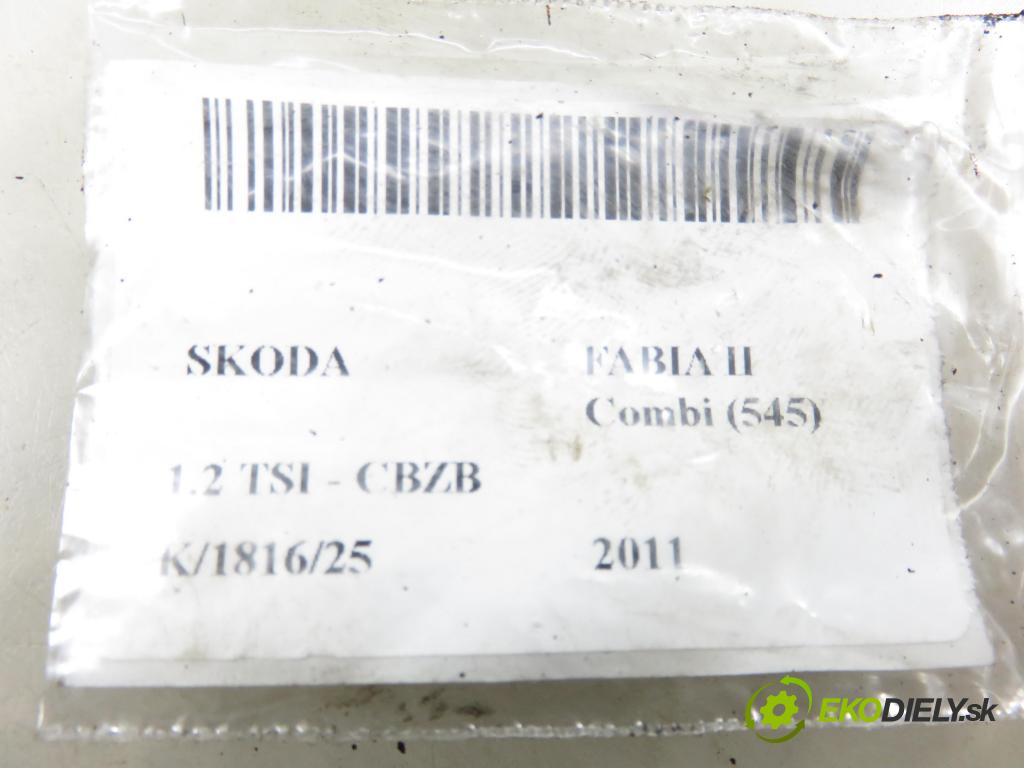 SKODA FABIA II
Combi (545)
1.2 TSI - CBZB
K/1816/25 2011
EKODIELY.sk